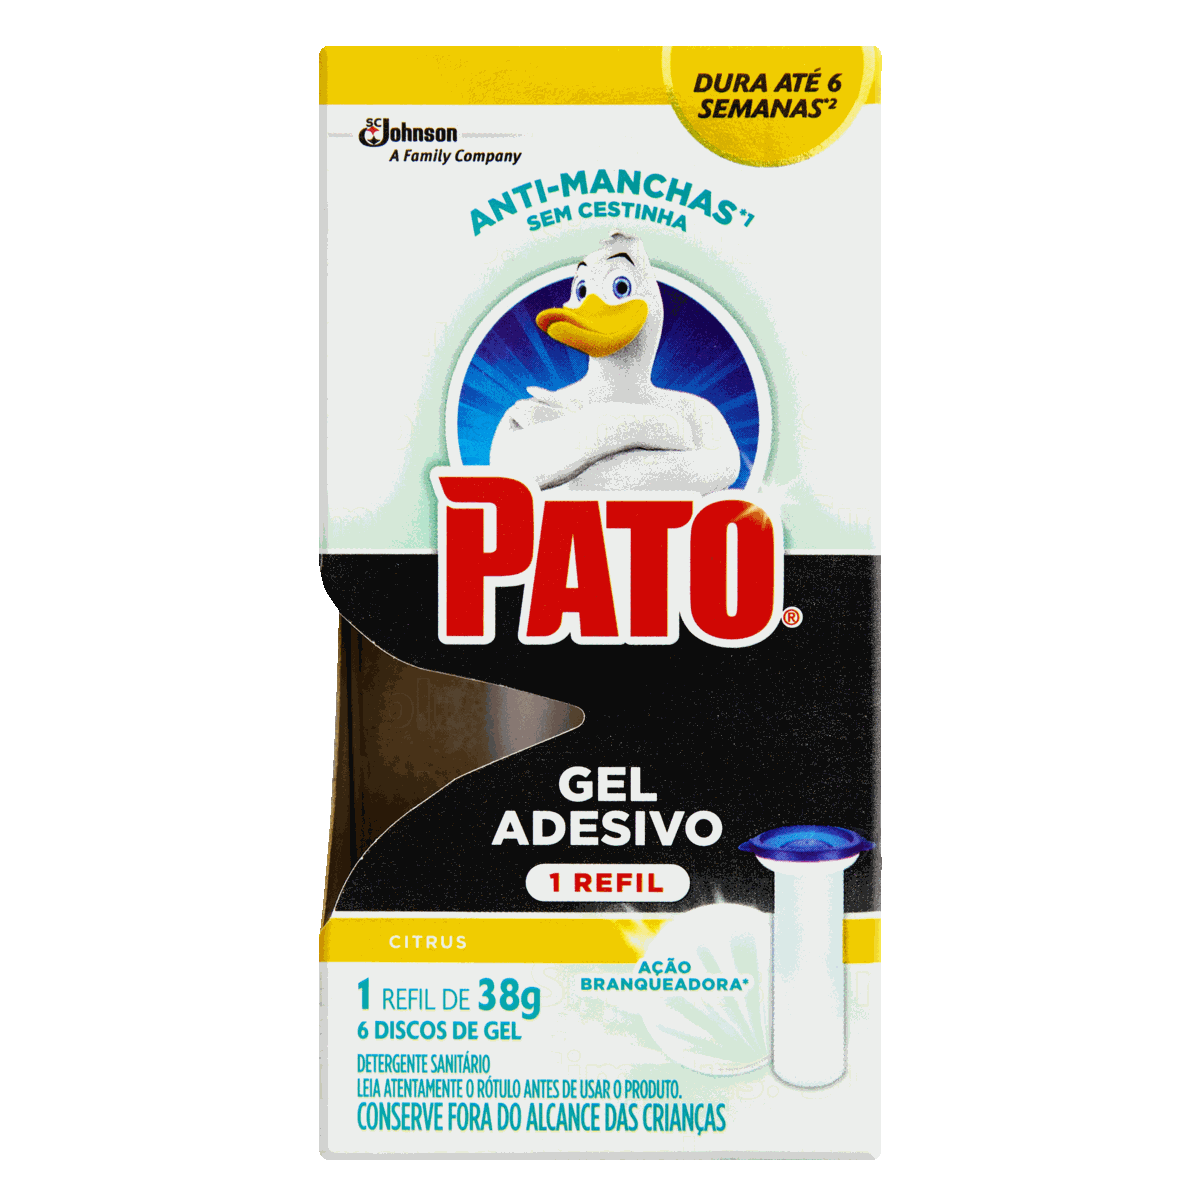 DURA ATÉ 6
SEMANAS*2
SC Johnson
A Family Company
ANTI-MANCHAS*1
SEM CESTINHA
PATO®
GEL
ADESIVO
1 REFIL
CITRUS
AÇÃO
BRANQUEADORA*
1 REFIL DE 38g
6 DISCOS DE GEL
DETERGENTE SANITÁRIO
LEIA ATENTAMENTE O RÓTULO ANTES DE USAR O PRODUTO.
CONSERVE FORA DO ALCANCE DAS CRIANÇAS